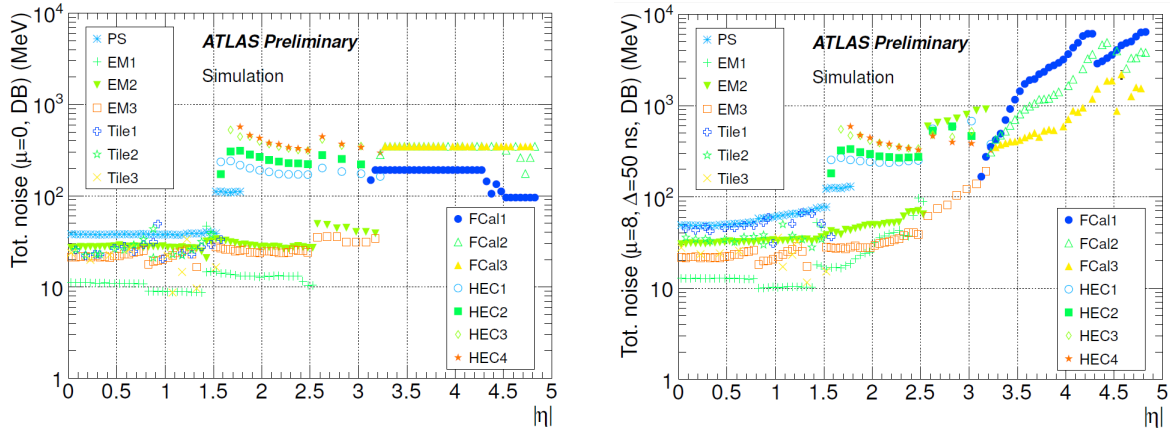 Tot. noise (μ=0, DB) (MeV)
10⁴
10³
10²
10
1
ATLAS Preliminary
Simulation
PS
EM1
EM2
EM3
Tile1
Tile2
Tile3
FCal1
FCal2
FCal3
HEC1
HEC2
HEC3
HEC4
0 0.5 1 1.5 2 2.5 3 3.5 4 4.5 5
|η|
Tot. noise (μ=8, Δ=50 ns, DB) (MeV)
10⁴
10³
10²
10
1
ATLAS Preliminary
Simulation
PS
EM1
EM2
EM3
Tile1
Tile2
Tile3
FCal1
FCal2
FCal3
HEC1
HEC2
HEC3
HEC4
0 0.5 1 1.5 2 2.5 3 3.5 4 4.5 5
|η|